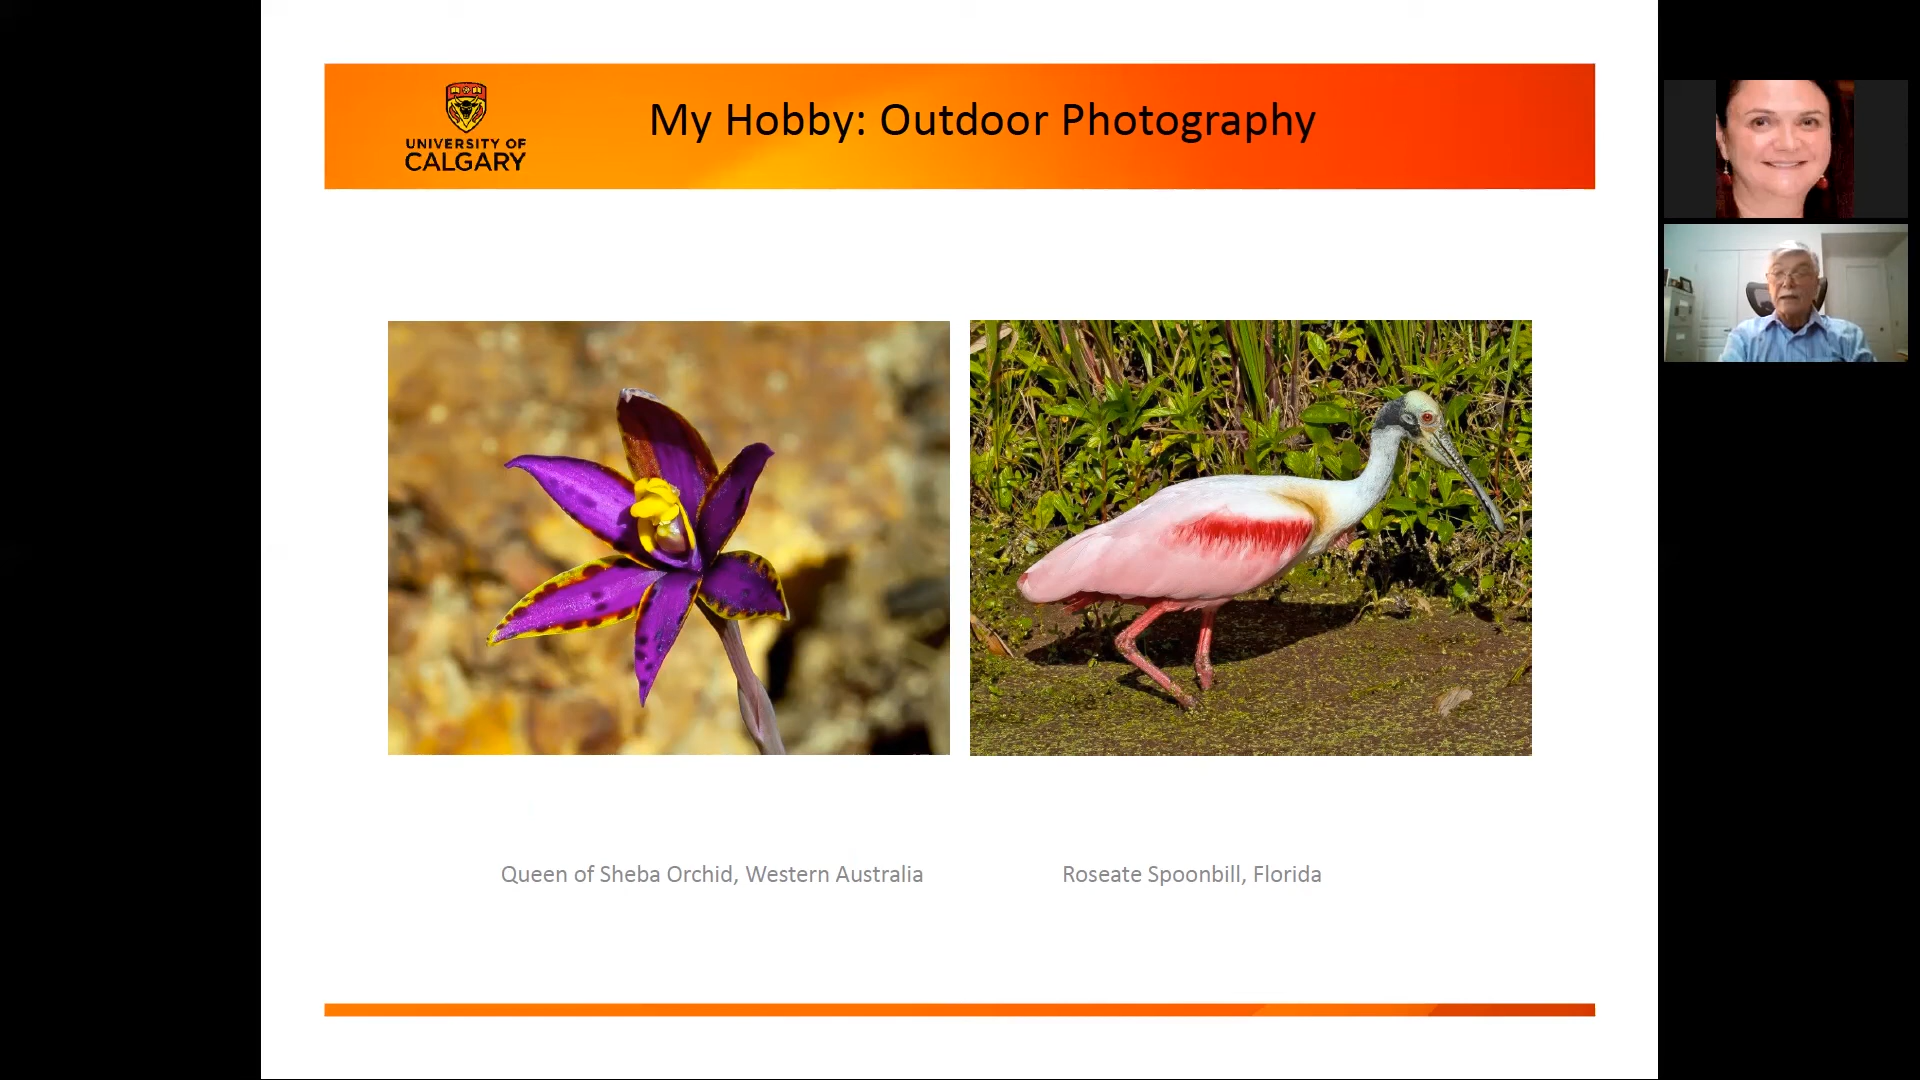 UNIVERSITY OF
CALGARY
My Hobby: Outdoor Photography
Queen of Sheba Orchid, Western Australia
Roseate Spoonbill, Florida